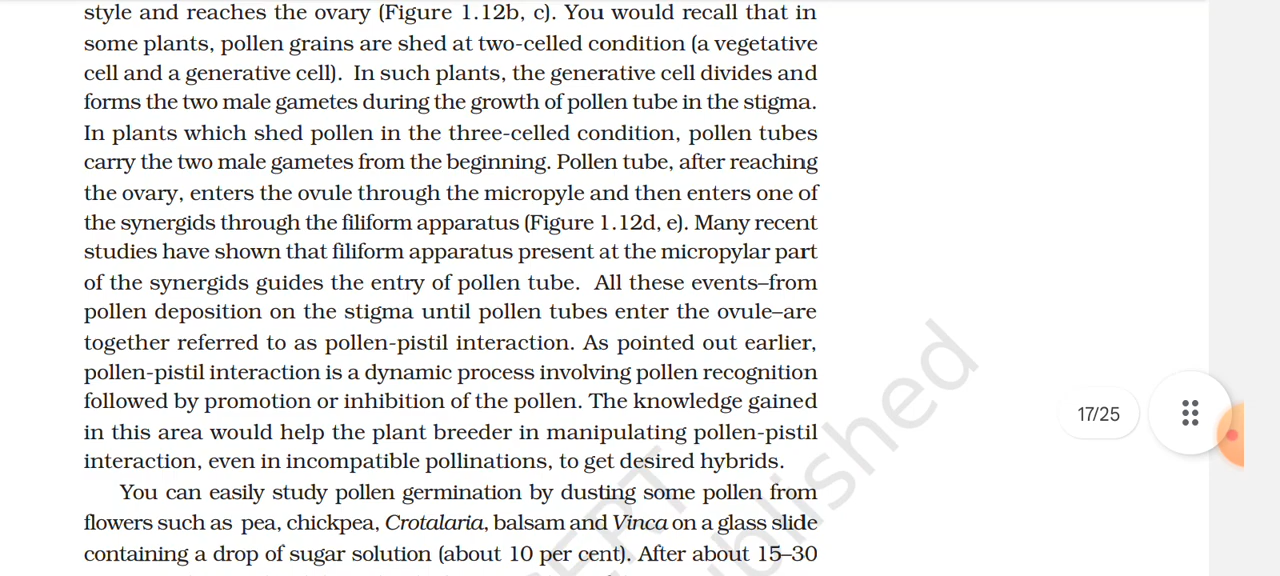 style and reaches the ovary (Figure 1.12b, c). You would recall that in
some plants, pollen grains are shed at two-celled condition (a vegetative
cell and a generative cell). In such plants, the generative cell divides and
forms the two male gametes during the growth of pollen tube in the stigma.
In plants which shed pollen in the three-celled condition, pollen tubes
carry the two male gametes from the beginning. Pollen tube, after reaching
the ovary, enters the ovule through the micropyle and then enters one of
the synergids through the filiform apparatus (Figure 1.12d, e). Many recent
studies have shown that filiform apparatus present at the micropylar part
of the synergids guides the entry of pollen tube. All these events–from
pollen deposition on the stigma until pollen tubes enter the ovule–are
together referred to as pollen-pistil interaction. As pointed out earlier,
pollen-pistil interaction is a dynamic process involving pollen recognition
followed by promotion or inhibition of the pollen. The knowledge gained
in this area would help the plant breeder in manipulating pollen-pistil
interaction, even in incompatible pollinations, to get desired hybrids.
You can easily study pollen germination by dusting some pollen from
flowers such as pea, chickpea, Crotalaria, balsam and Vinca on a glass slide
containing a drop of sugar solution (about 10 per cent). After about 15–30
17/25